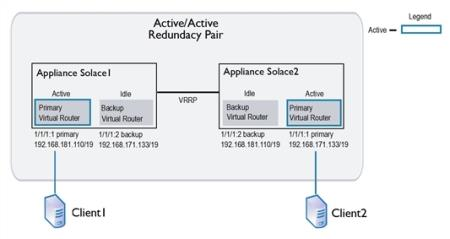 Active/Active
Redundancy Pair
Legend
Active
Appliance Solace1
Appliance Solace2
Active
Idle
Idle
Active
Primary
Virtual Router
Backup
Virtual Router
VRRP
Backup
Virtual Router
Primary
Virtual Router
1/1/1:1 primary
192.168.181.110/19
1/1/1:2 backup
192.168.171.133/19
1/1/1:2 backup
192.168.181.110/19
1/1/1:1 primary
192.168.171.133/19
Client1
Client2